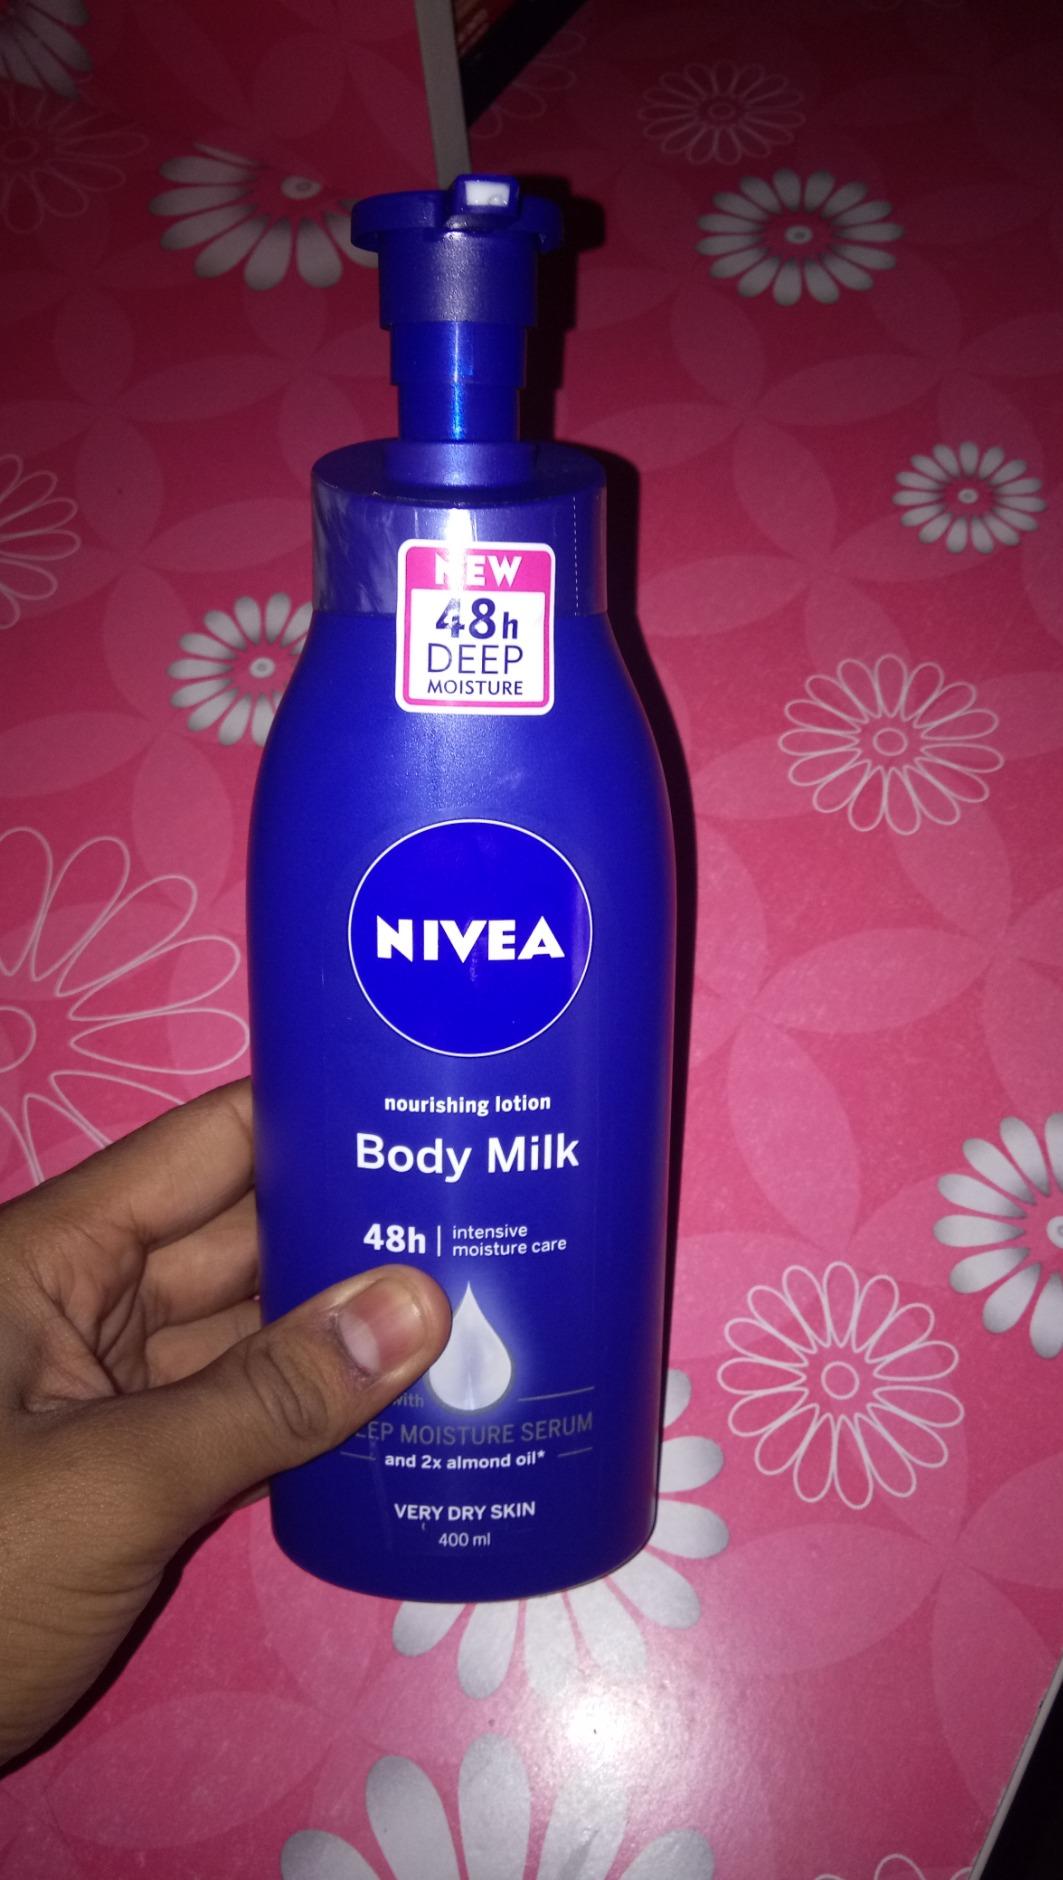 NEW
48h
DEEP
MOISTURE
NIVEA
nourishing lotion
Body Milk
48h | intensive
moisture care
with
MOISTURE SERUM
and 2x almond oil*
VERY DRY SKIN
400 ml